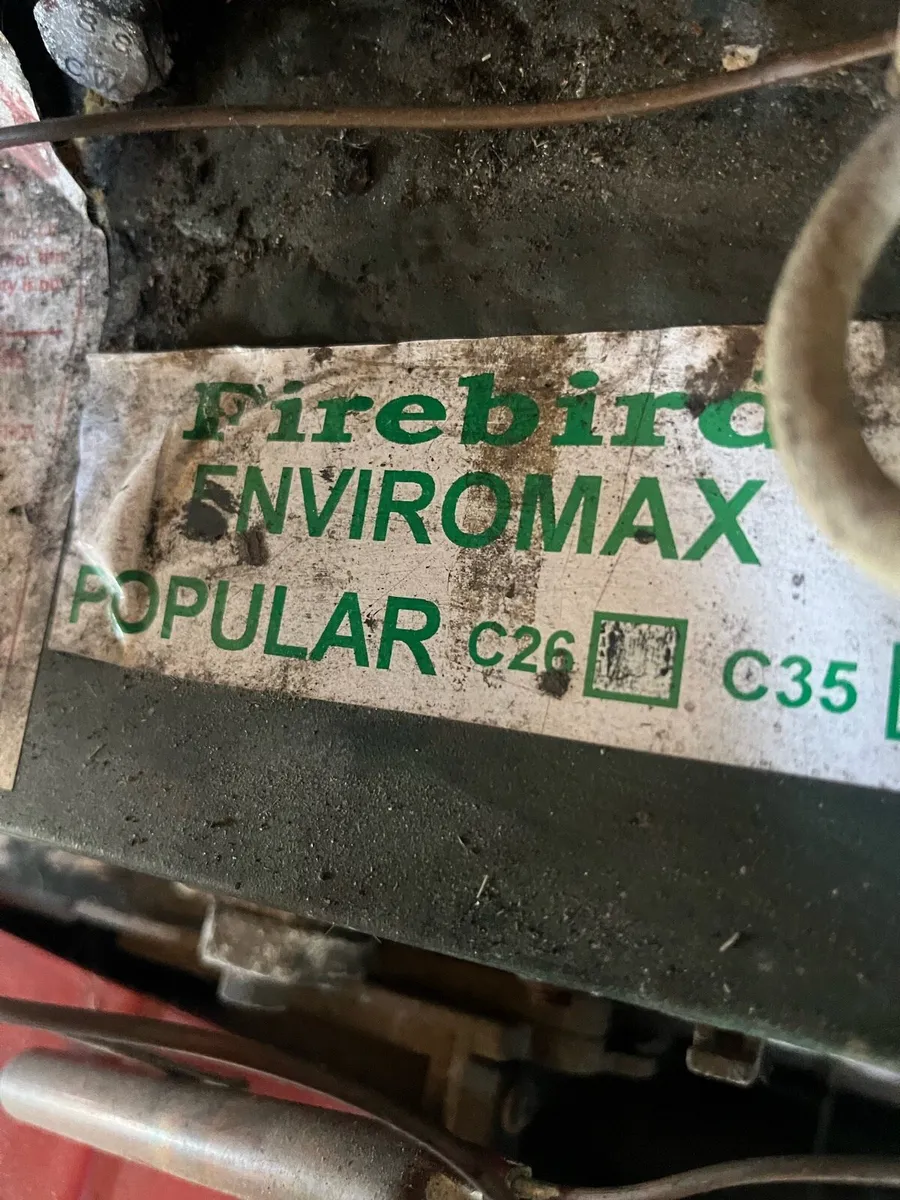 Firebird
ENVIROMAX
POPULAR C26 C35